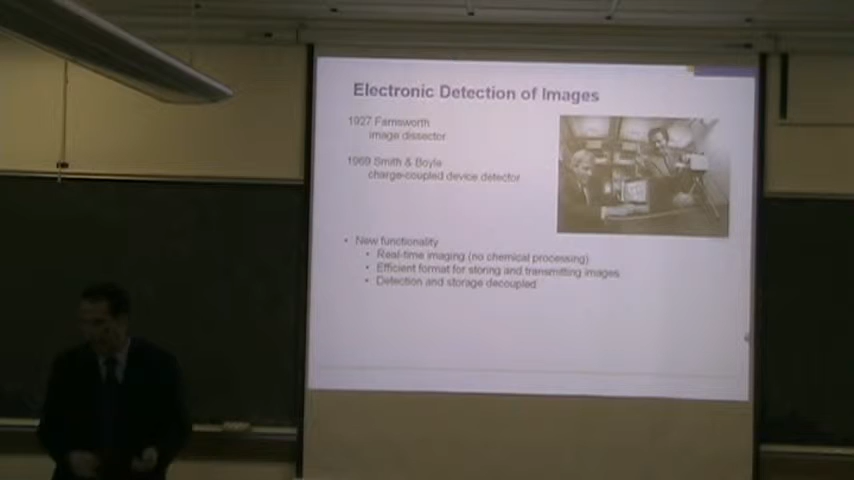 Electronic Detection of Images
1927 Farnsworth
image dissector
1969 Smith & Boyle
charge-coupled device detector
• New functionality
• Real-time imaging (no chemical processing)
• Efficient format for storing and transmitting images
• Detection and storage decoupled